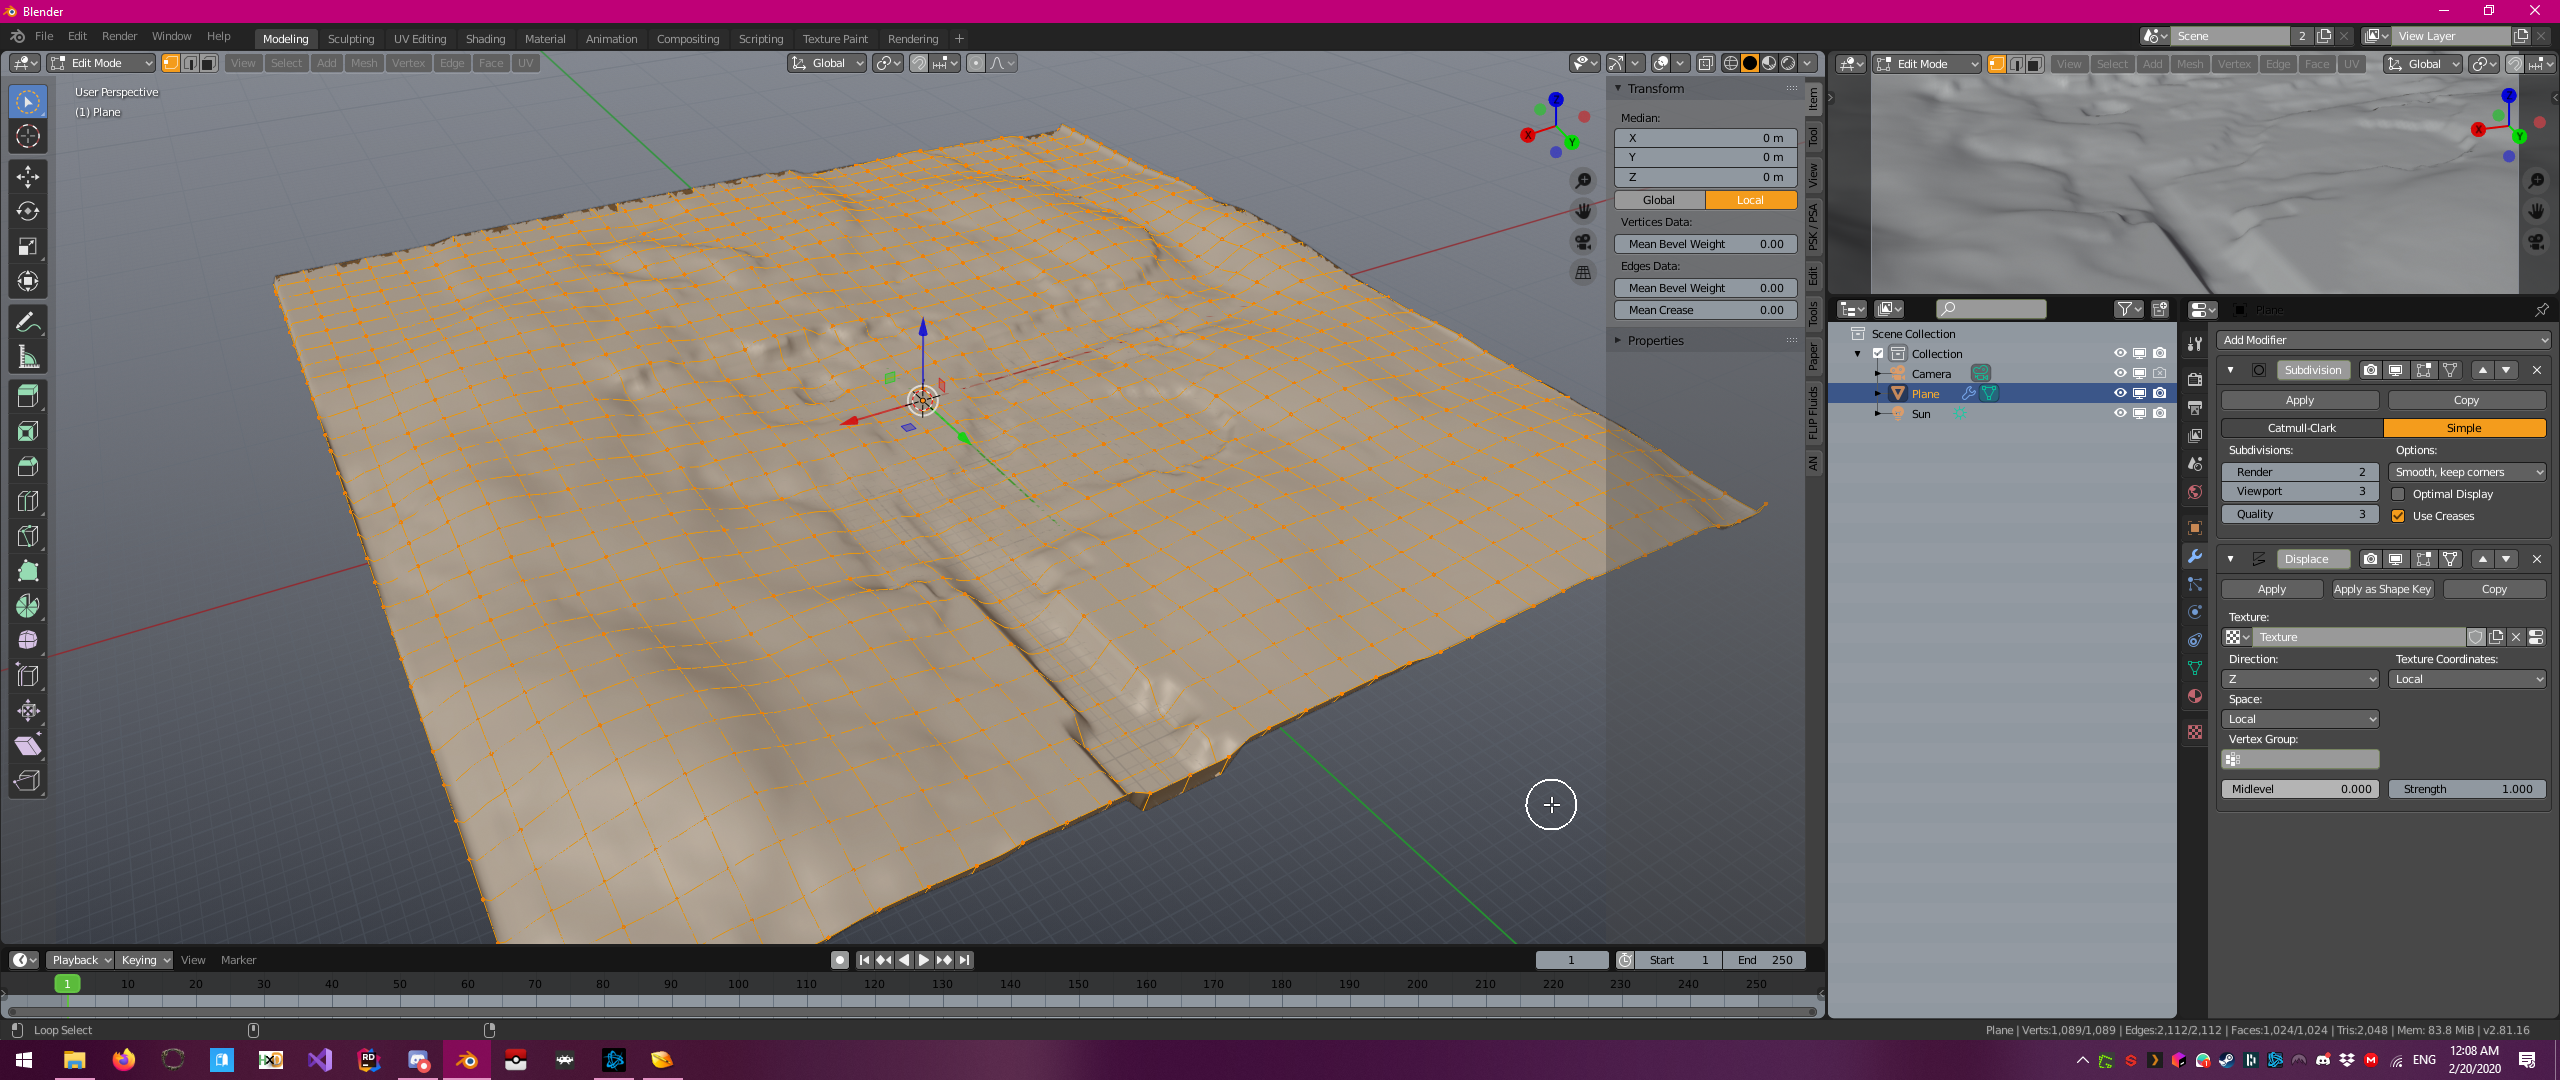 Blender
File Edit Render Window Help
Modeling Sculpting UV Editing Shading Material Animation Compositing Scripting Texture Paint Rendering +
Scene 2 View Layer
Edit Mode View Select Add Mesh Vertex Edge Face UV Global
Edit Mode View Select Add Mesh Vertex Edge Face UV Global
User Perspective
(1) Plane
Transform
Median:
X 0 m
Y 0 m
Z 0 m
Global Local
Vertices Data:
Mean Bevel Weight 0.00
Edges Data:
Mean Bevel Weight 0.00
Mean Crease 0.00
Properties
Item
Tool
View
PSK / PSA
Edit
Tools
Paper
FLIP Fluids
AN
X
Y
Z
X
Y
Z
Scene Collection
Collection
Camera
Plane
Sun
Plane
Add Modifier
Subdivision
Apply Copy
Catmull-Clark Simple
Subdivisions: Options:
Render 2 Smooth, keep corners
Viewport 3 Optimal Display
Quality 3 Use Creases
Displace
Apply Apply as Shape Key Copy
Texture:
Texture
Direction: Texture Coordinates:
Z Local
Space:
Local
Vertex Group:
Midlevel 0.000 Strength 1.000
Playback Keying View Marker
1 Start 1 End 250
1 10 20 30 40 50 60 70 80 90 100 110 120 130 140 150 160 170 180 190 200 210 220 230 240 250
Loop Select
Plane | Verts:1,089/1,089 | Edges:2,112/2,112 | Faces:1,024/1,024 | Tris:2,048 | Mem: 83.8 MiB | v2.81.16
RD
ENG
12:08 AM
2/20/2020